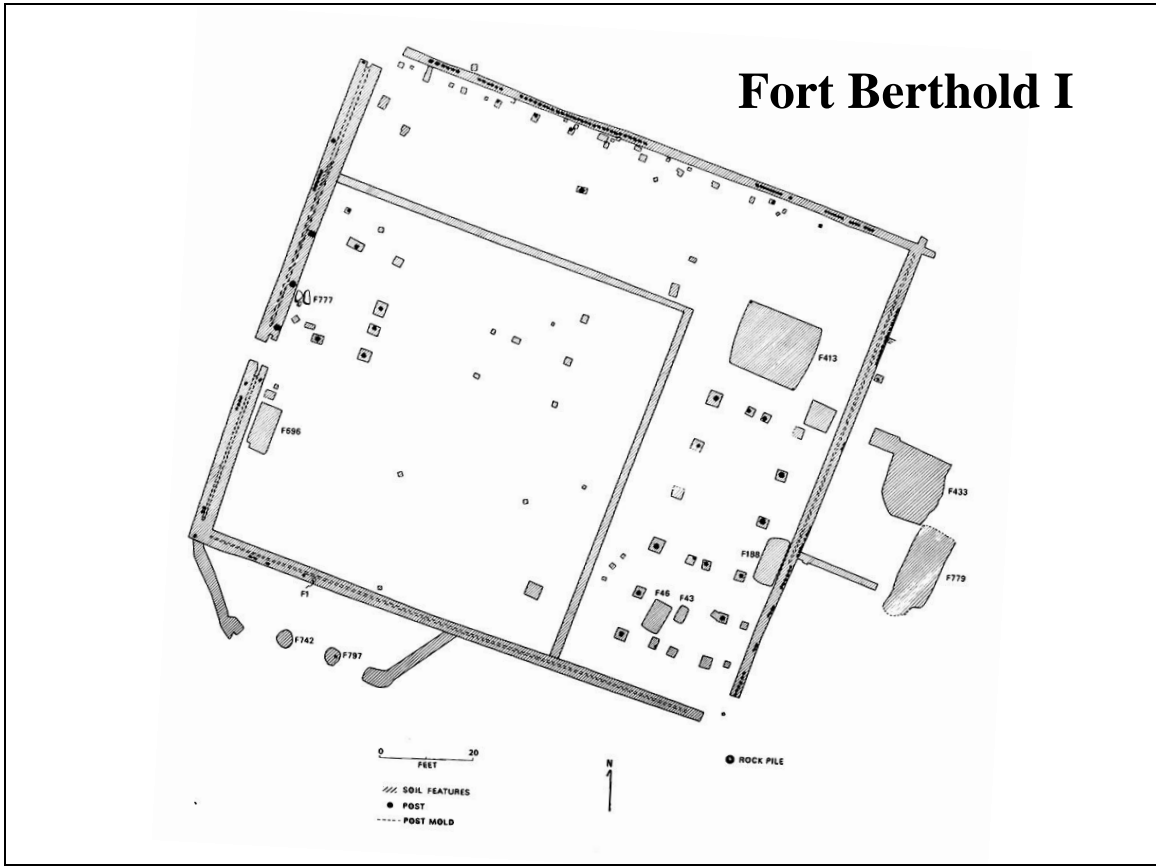 Fort Berthold I
F777
F413
F696
F433
F188
F779
F46
F43
F1
F742
F797
0 20
FEET
N
ROCK PILE
SOIL FEATURES
POST
POST MOLD